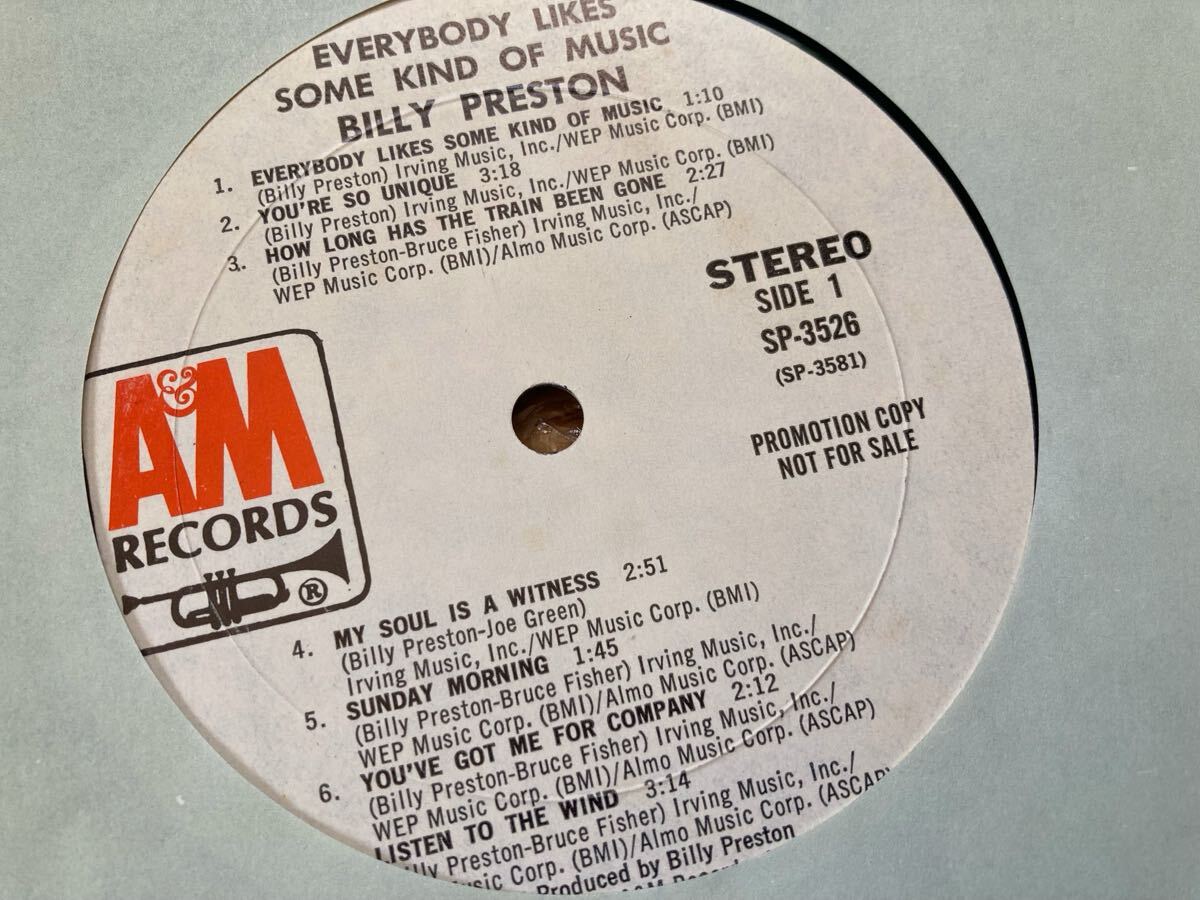 EVERYBODY LIKES
SOME KIND OF MUSIC
BILLY PRESTON
1. EVERYBODY LIKES SOME KIND OF MUSIC 1:10
(Billy Preston) Irving Music, Inc./WEP Music Corp. (BMI)
2. YOU'RE SO UNIQUE 3:18
(Billy Preston) Irving Music, Inc./WEP Music Corp. (BMI)
3. HOW LONG HAS THE TRAIN BEEN GONE 2:27
(Billy Preston-Bruce Fisher) Irving Music, Inc./
WEP Music Corp. (BMI)/Almo Music Corp. (ASCAP)
STEREO
SIDE 1
SP-3526
(SP-3581)
PROMOTION COPY
NOT FOR SALE
A&M
RECORDS
®
4. MY SOUL IS A WITNESS 2:51
(Billy Preston-Joe Green)
Irving Music, Inc./WEP Music Corp. (BMI)
5. SUNDAY MORNING 1:45
(Billy Preston-Bruce Fisher) Irving Music, Inc./
WEP Music Corp. (BMI)/Almo Music Corp. (ASCAP)
6. YOU'VE GOT ME FOR COMPANY 2:12
(Billy Preston-Bruce Fisher) Irving Music, Inc./
WEP Music Corp. (BMI)/Almo Music Corp. (ASCAP)
LISTEN TO THE WIND 3:14
Preston-Bruce Fisher) Irving Music, Inc./
Corp. (BMI)/Almo Music Corp. (ASCAP
Produced by Billy Preston